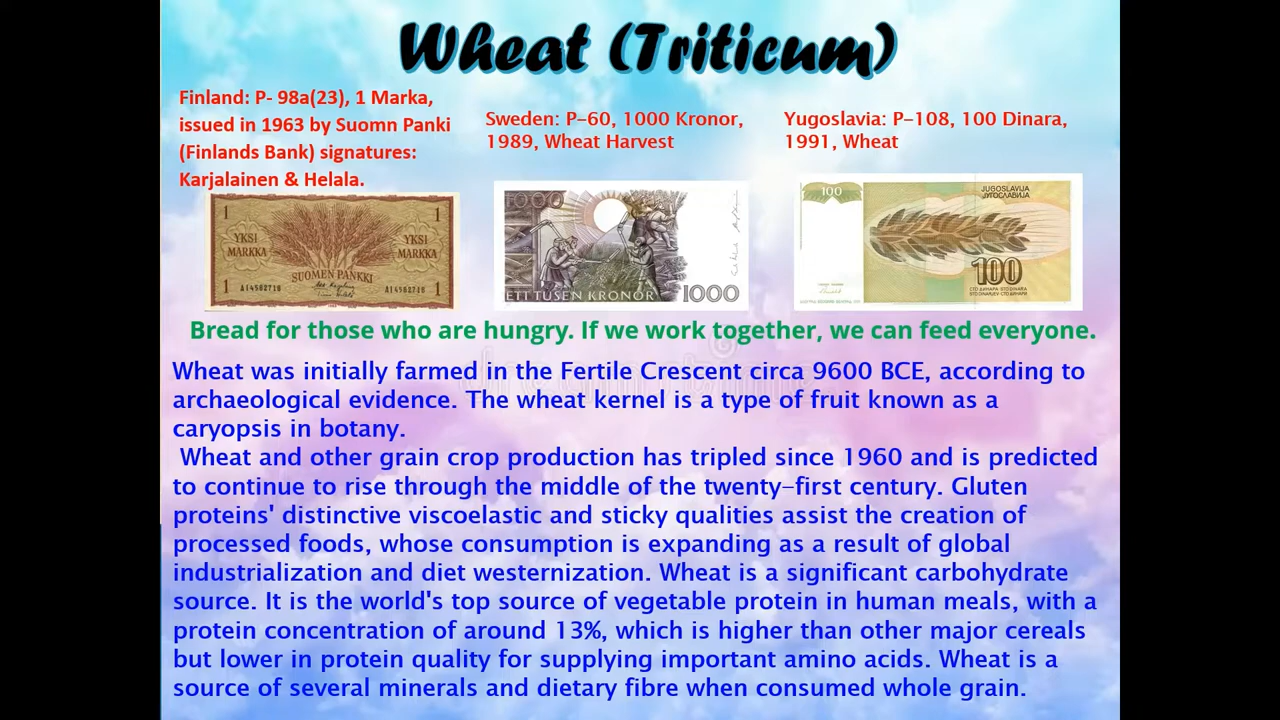 Wheat (Triticum)
Finland: P- 98a(23), 1 Marka,
issued in 1963 by Suomn Panki
(Finlands Bank) signatures:
Karjalainen & Helala.
Sweden: P-60, 1000 Kronor,
1989, Wheat Harvest
Yugoslavia: P-108, 100 Dinara,
1991, Wheat
1 1
YKSI MARKKA
YKSI MARKKA
SUOMEN PANKKI
1 A14562716 A14562716 1
1000
ETTUSEN KRONOR 1000
100
JUGOSLAVIJA
ЈУГОСЛАВИЈА
100
Bread for those who are hungry. If we work together, we can feed everyone.
Wheat was initially farmed in the Fertile Crescent circa 9600 BCE, according to
archaeological evidence. The wheat kernel is a type of fruit known as a
caryopsis in botany.
Wheat and other grain crop production has tripled since 1960 and is predicted
to continue to rise through the middle of the twenty-first century. Gluten
proteins' distinctive viscoelastic and sticky qualities assist the creation of
processed foods, whose consumption is expanding as a result of global
industrialization and diet westernization. Wheat is a significant carbohydrate
source. It is the world's top source of vegetable protein in human meals, with a
protein concentration of around 13%, which is higher than other major cereals
but lower in protein quality for supplying important amino acids. Wheat is a
source of several minerals and dietary fibre when consumed whole grain.